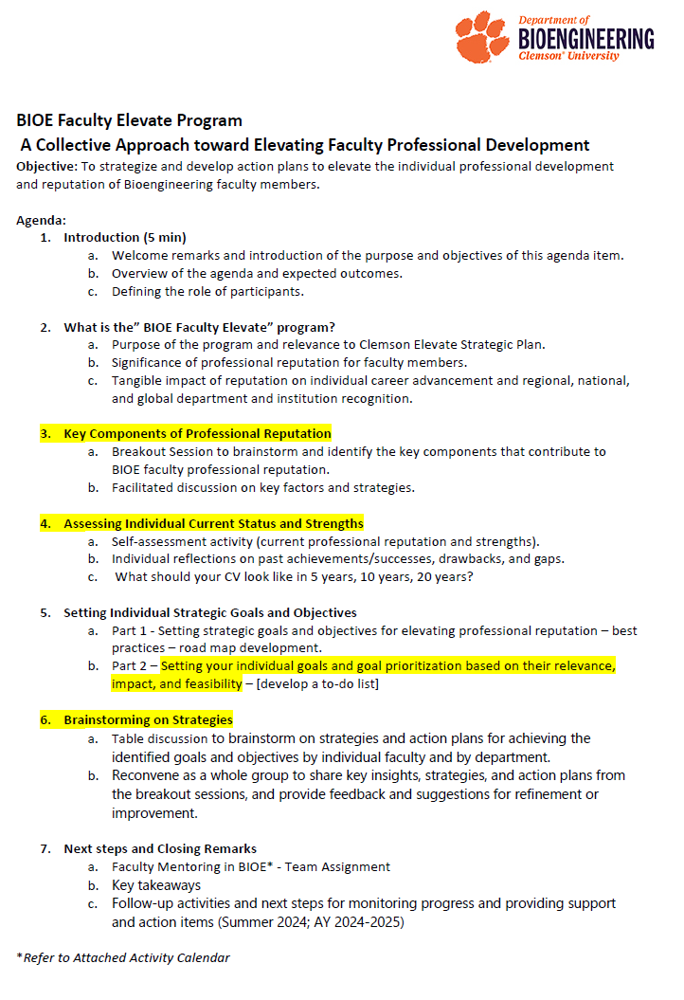 Department of
BIOENGINEERING
Clemson® University
BIOE Faculty Elevate Program
A Collective Approach toward Elevating Faculty Professional Development
Objective: To strategize and develop action plans to elevate the individual professional development
and reputation of Bioengineering faculty members.
Agenda:
1. Introduction (5 min)
a. Welcome remarks and introduction of the purpose and objectives of this agenda item.
b. Overview of the agenda and expected outcomes.
c. Defining the role of participants.
2. What is the” BIOE Faculty Elevate” program?
a. Purpose of the program and relevance to Clemson Elevate Strategic Plan.
b. Significance of professional reputation for faculty members.
c. Tangible impact of reputation on individual career advancement and regional, national,
and global department and institution recognition.
3. Key Components of Professional Reputation
a. Breakout Session to brainstorm and identify the key components that contribute to
BIOE faculty professional reputation.
b. Facilitated discussion on key factors and strategies.
4. Assessing Individual Current Status and Strengths
a. Self-assessment activity (current professional reputation and strengths).
b. Individual reflections on past achievements/successes, drawbacks, and gaps.
c. What should your CV look like in 5 years, 10 years, 20 years?
5. Setting Individual Strategic Goals and Objectives
a. Part 1 - Setting strategic goals and objectives for elevating professional reputation – best
practices – road map development.
b. Part 2 – Setting your individual goals and goal prioritization based on their relevance,
impact, and feasibility – [develop a to-do list]
6. Brainstorming on Strategies
a. Table discussion to brainstorm on strategies and action plans for achieving the
identified goals and objectives by individual faculty and by department.
b. Reconvene as a whole group to share key insights, strategies, and action plans from
the breakout sessions, and provide feedback and suggestions for refinement or
improvement.
7. Next steps and Closing Remarks
a. Faculty Mentoring in BIOE* - Team Assignment
b. Key takeaways
c. Follow-up activities and next steps for monitoring progress and providing support
and action items (Summer 2024; AY 2024-2025)
*Refer to Attached Activity Calendar